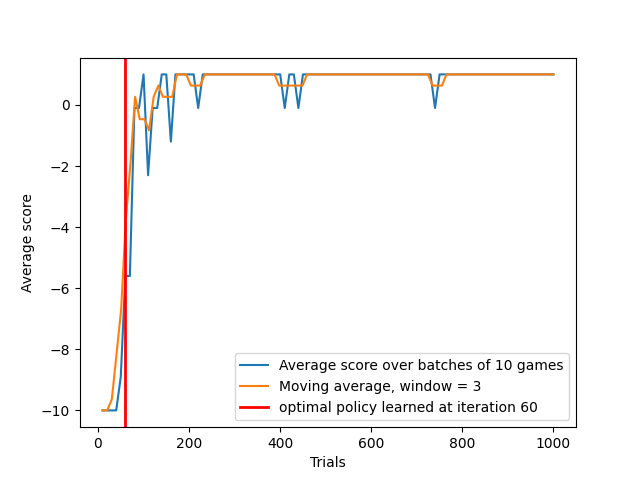 0
−2
−4
−6
−8
−10
Average score
0
200
400
600
800
1000
Trials
Average score over batches of 10 games
Moving average, window = 3
optimal policy learned at iteration 60